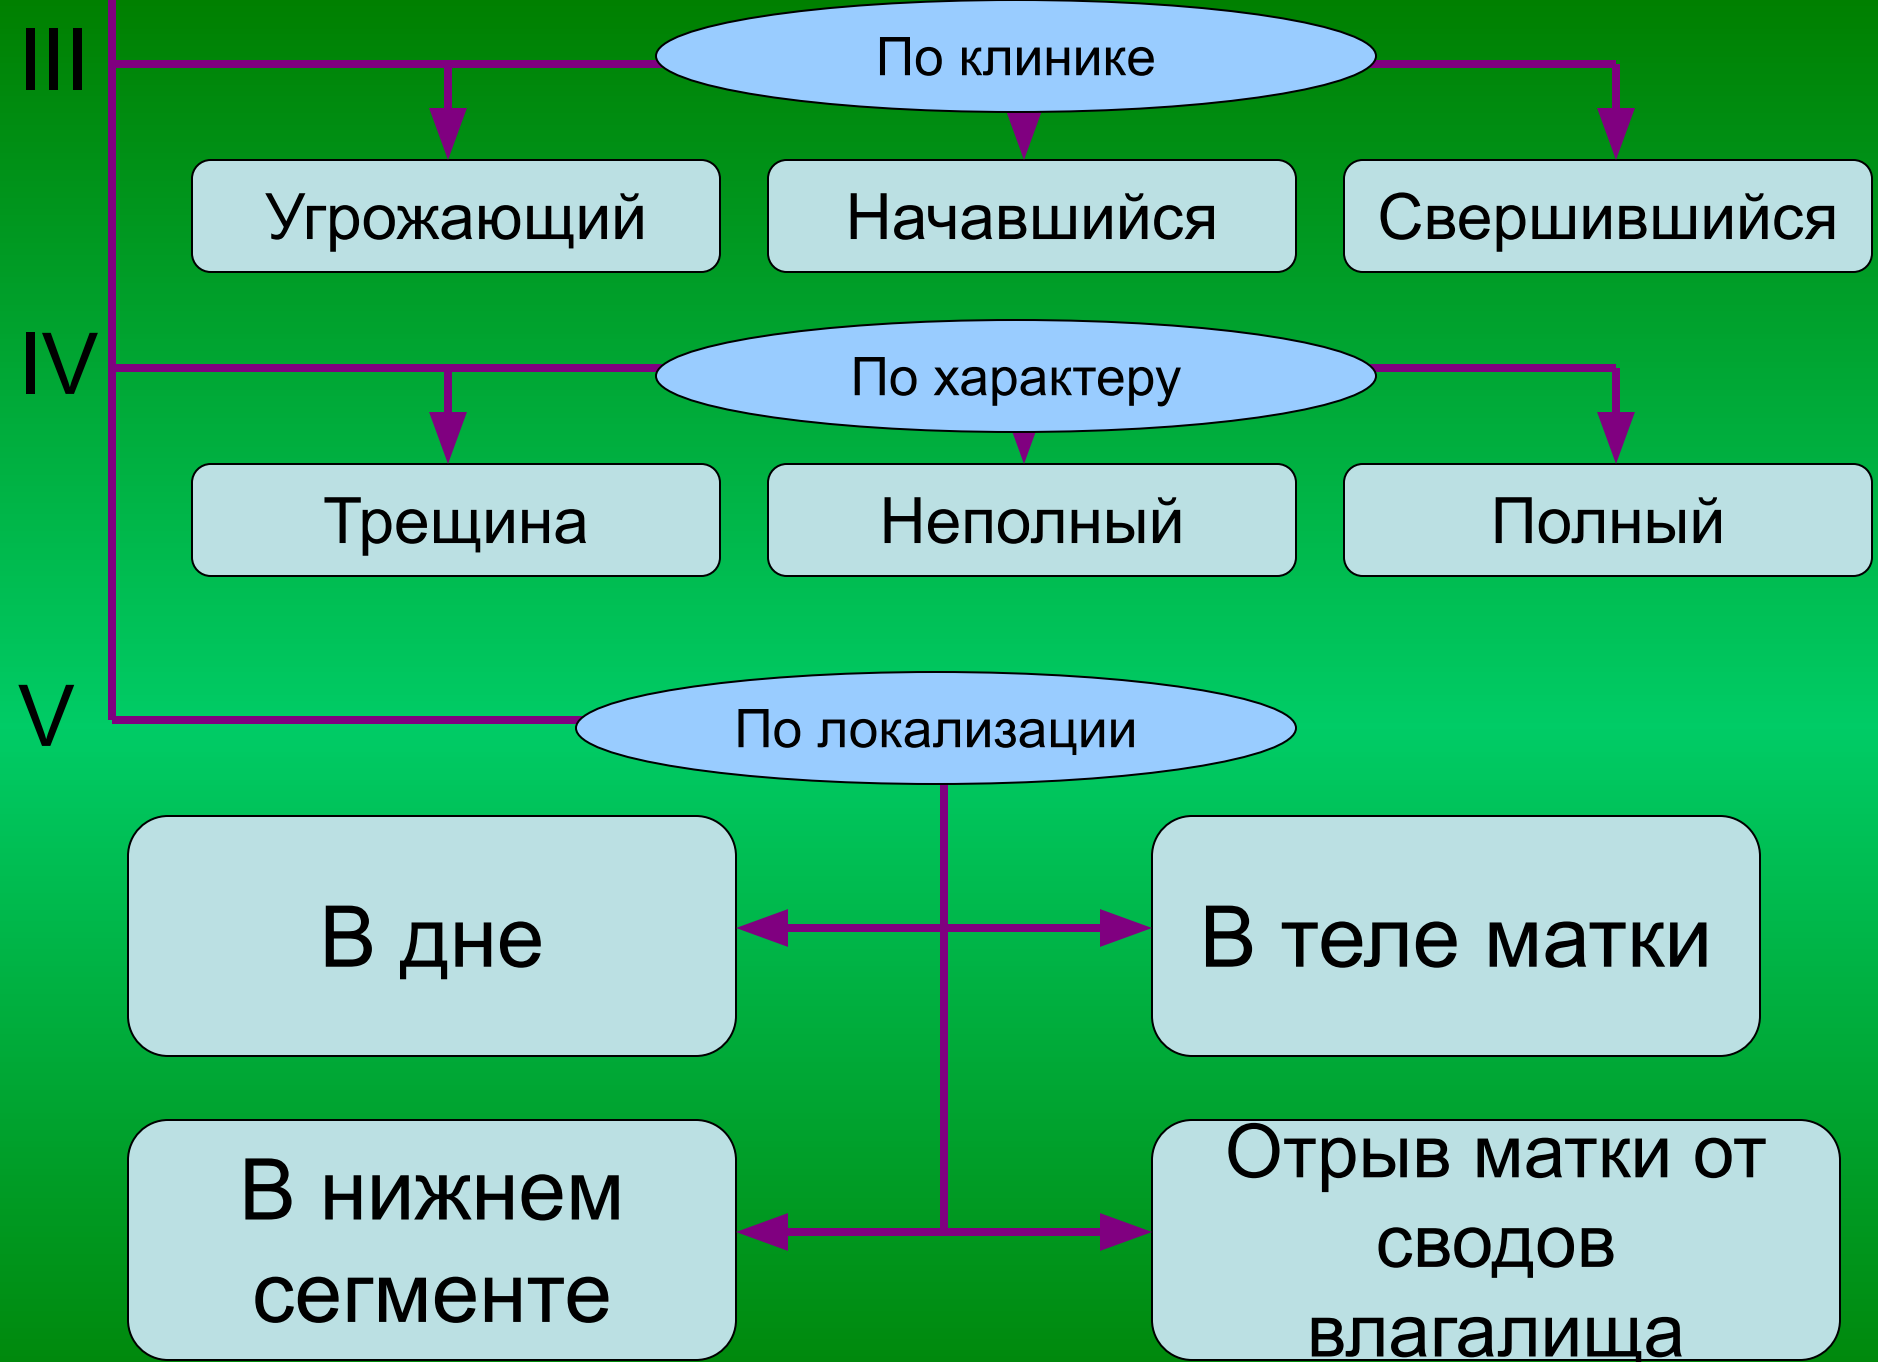 III
По клинике
Угрожающий
Начавшийся
Свершившийся
IV
По характеру
Трещина
Неполный
Полный
V
По локализации
В дне
В теле матки
В нижнем
сегменте
Отрыв матки от
сводов
влагалища